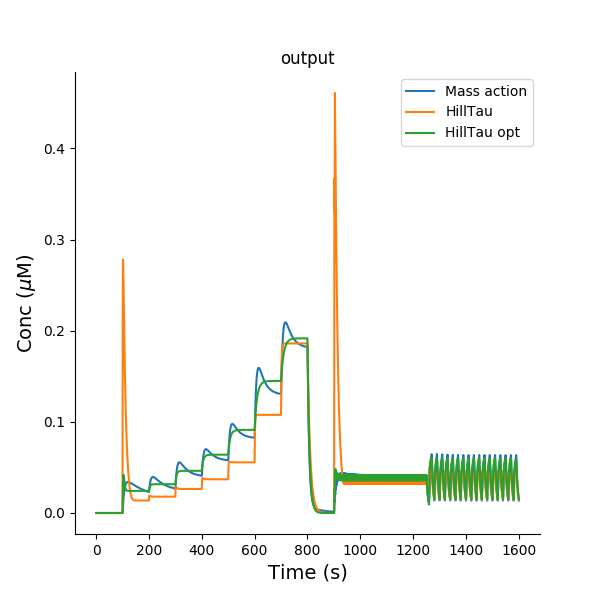 output
Mass action
HillTau
HillTau opt
Conc (μM)
0.4
0.3
0.2
0.1
0.0
0 200 400 600 800 1000 1200 1400 1600
Time (s)